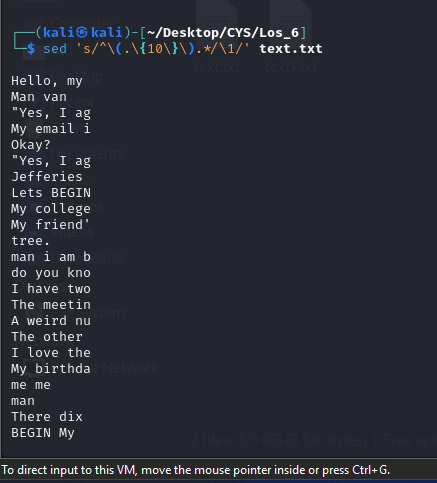 (kali㉿kali)-[~/Desktop/CYS/Los_6]
$ sed 's/^\(.\{10\}\).*/\1/' text.txt
Hello, my
Man van
"Yes, I ag
My email i
Okay?
"Yes, I ag
Jefferies
Lets BEGIN
My college
My friend'
tree.
man i am b
do you kno
I have two
The meetin
A weird nu
The other
I love the
My birthda
me me
man
There dix
BEGIN My
To direct input to this VM, move the mouse pointer inside or press Ctrl+G.